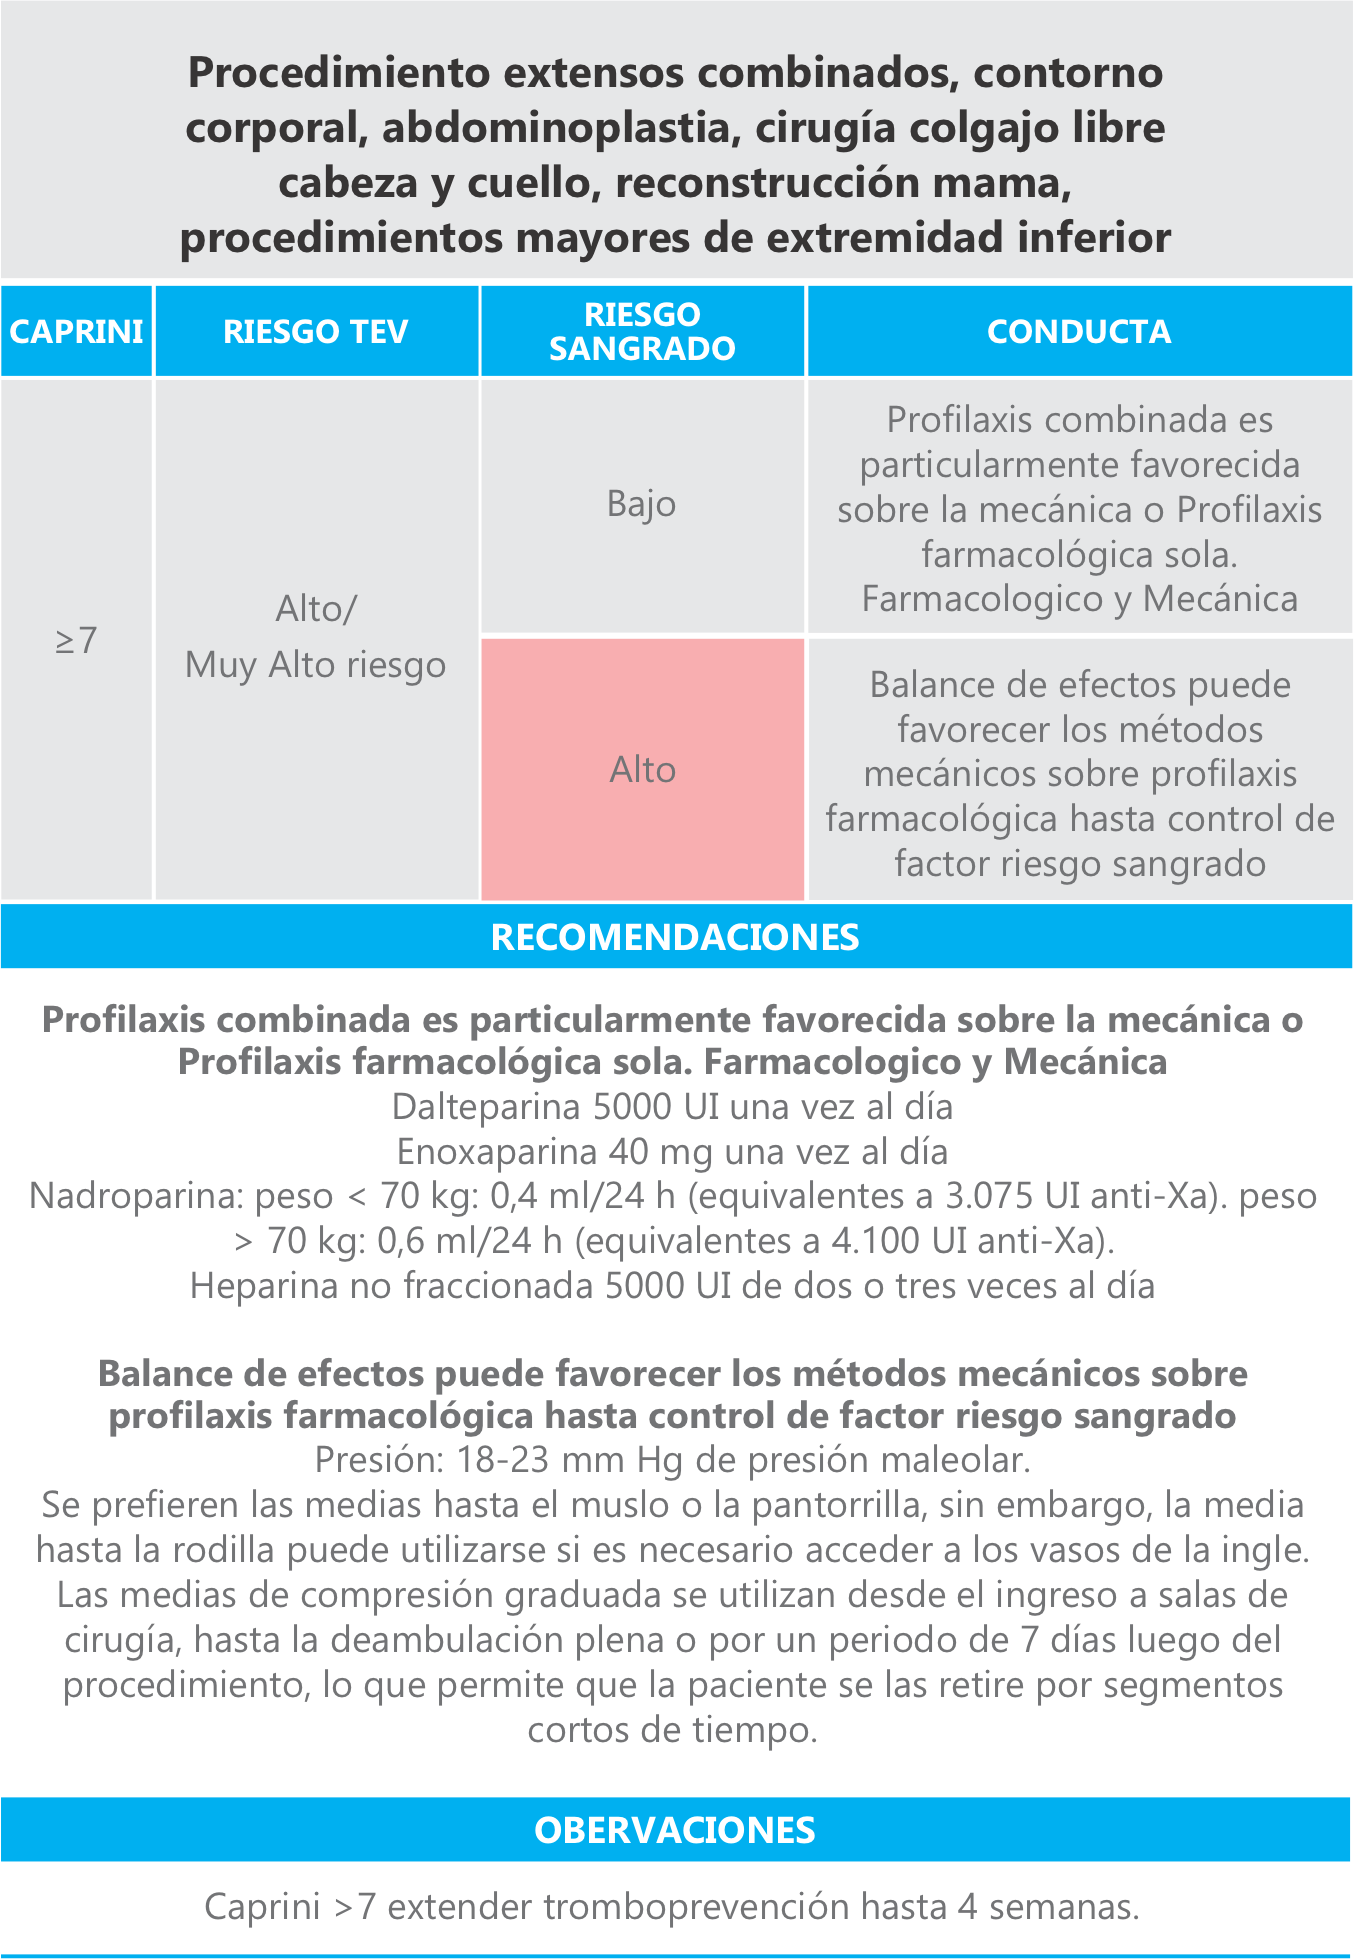 Procedimiento extensos combinados, contorno
corporal, abdominoplastia, cirugía colgajo libre
cabeza y cuello, reconstrucción mama,
procedimientos mayores de extremidad inferior
CAPRINI
RIESGO TEV
RIESGO
SANGRADO
CONDUCTA
≥7
Alto/
Muy Alto riesgo
Bajo
Profilaxis combinada es
particularmente favorecida
sobre la mecánica o Profilaxis
farmacológica sola.
Farmacologico y Mecánica
Alto
Balance de efectos puede
favorecer los métodos
mecánicos sobre profilaxis
farmacológica hasta control de
factor riesgo sangrado
RECOMENDACIONES
Profilaxis combinada es particularmente favorecida sobre la mecánica o
Profilaxis farmacológica sola. Farmacologico y Mecánica
Dalteparina 5000 UI una vez al día
Enoxaparina 40 mg una vez al día
Nadroparina: peso < 70 kg: 0,4 ml/24 h (equivalentes a 3.075 UI anti-Xa). peso
> 70 kg: 0,6 ml/24 h (equivalentes a 4.100 UI anti-Xa).
Heparina no fraccionada 5000 UI de dos o tres veces al día
Balance de efectos puede favorecer los métodos mecánicos sobre
profilaxis farmacológica hasta control de factor riesgo sangrado
Presión: 18-23 mm Hg de presión maleolar.
Se prefieren las medias hasta el muslo o la pantorrilla, sin embargo, la media
hasta la rodilla puede utilizarse si es necesario acceder a los vasos de la ingle.
Las medias de compresión graduada se utilizan desde el ingreso a salas de
cirugía, hasta la deambulación plena o por un periodo de 7 días luego del
procedimiento, lo que permite que la paciente se las retire por segmentos
cortos de tiempo.
OBERVACIONES
Caprini >7 extender tromboprevención hasta 4 semanas.